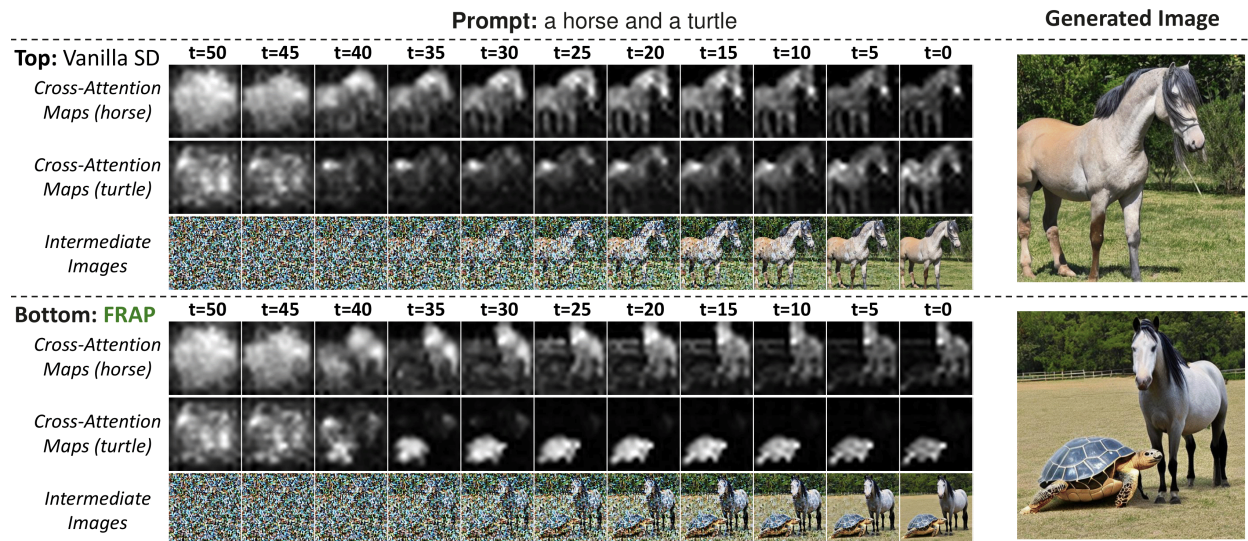 Prompt: a horse and a turtle
Generated Image
Top: Vanilla SD
t=50 t=45 t=40 t=35 t=30 t=25 t=20 t=15 t=10 t=5 t=0
Cross-Attention
Maps (horse)
Cross-Attention
Maps (turtle)
Intermediate
Images
Bottom: FRAP
t=50 t=45 t=40 t=35 t=30 t=25 t=20 t=15 t=10 t=5 t=0
Cross-Attention
Maps (horse)
Cross-Attention
Maps (turtle)
Intermediate
Images